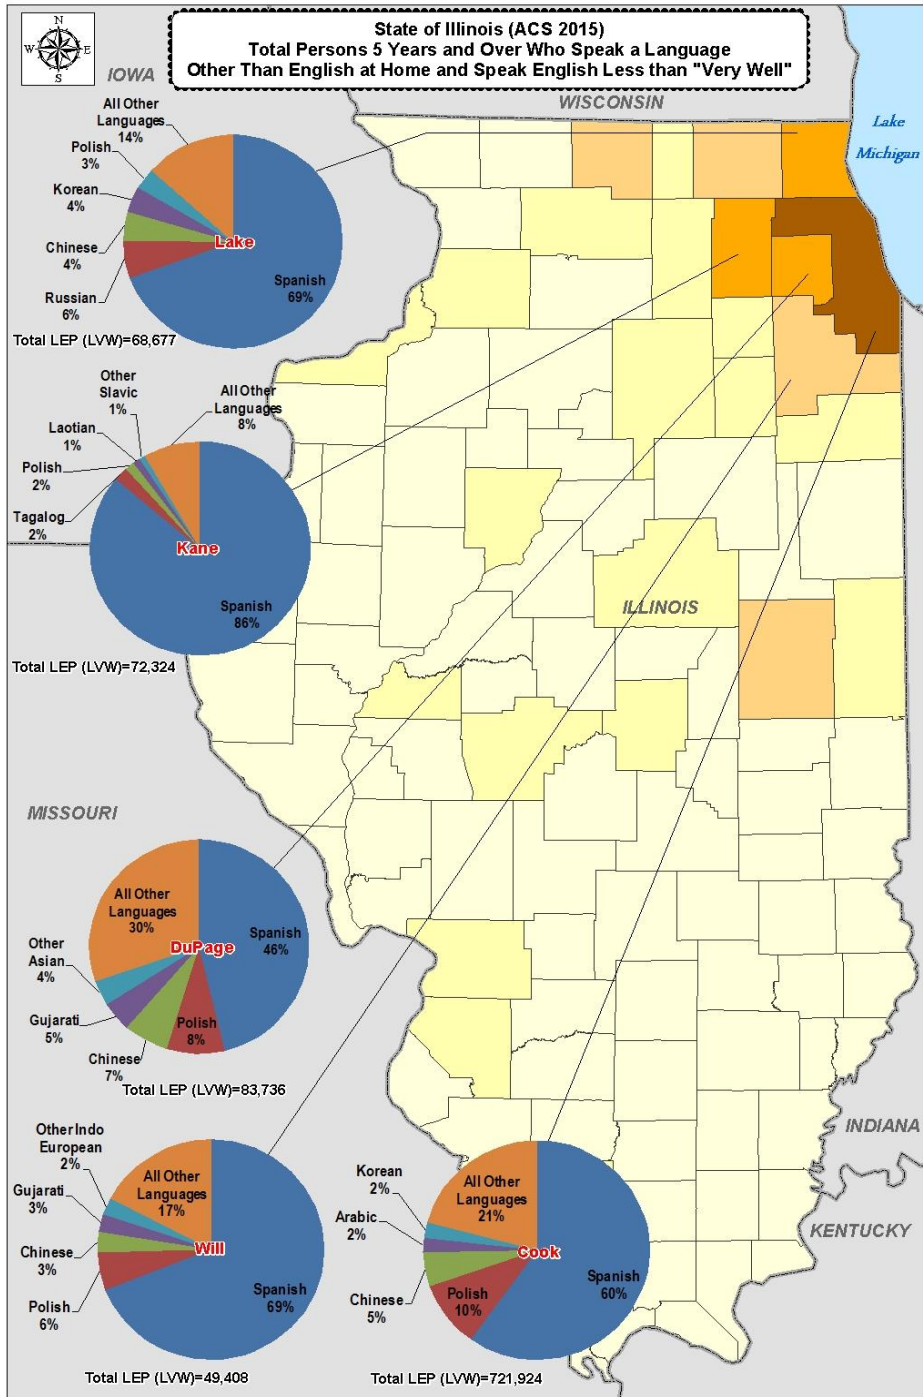 State of Illinois (ACS 2015)
Total Persons 5 Years and Over Who Speak a Language
Other Than English at Home and Speak English Less than "Very Well"
N
W
E
S
IOWA
WISCONSIN
Lake
Michigan
All Other
Languages
14%
Polish
3%
Korean
4%
Chinese
4%
Russian
6%
Lake
Spanish
69%
Total LEP (LVW)=68,677
Other
Slavic
1%
All Other
Languages
8%
Laotian
1%
Polish
2%
Tagalog
2%
Kane
Spanish
86%
Total LEP (LVW)=72,324
ILLINOIS
MISSOURI
All Other
Languages
30%
Spanish
46%
DuPage
Other
Asian
4%
Gujarati
5%
Chinese
7%
Polish
8%
Total LEP (LVW)=83,736
INDIANA
KENTUCKY
Other Indo
European
2%
All Other
Languages
17%
Gujarati
3%
Chinese
3%
Polish
6%
Will
Spanish
69%
Total LEP (LVW)=49,408
Korean
2%
All Other
Languages
21%
Arabic
2%
Chinese
5%
Polish
10%
Cook
Spanish
60%
Total LEP (LVW)=721,924